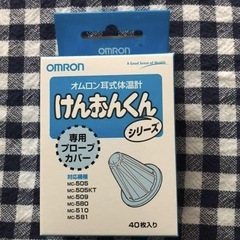 OMRON
オムロン耳式体温計
けんおんくん
シリーズ
専用
プローブ
カバー
対応機種
MC-505
MC-505KT
MC-509
MC-580
MC-510
MC-581
40枚入り